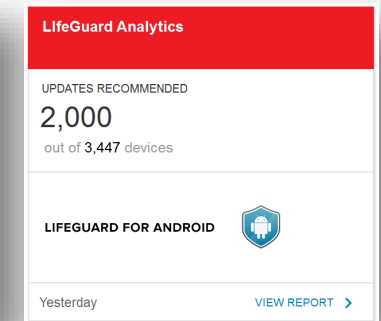 LIfeGuard Analytics
UPDATES RECOMMENDED
2,000
out of 3,447 devices
LIFEGUARD FOR ANDROID
Yesterday VIEW REPORT